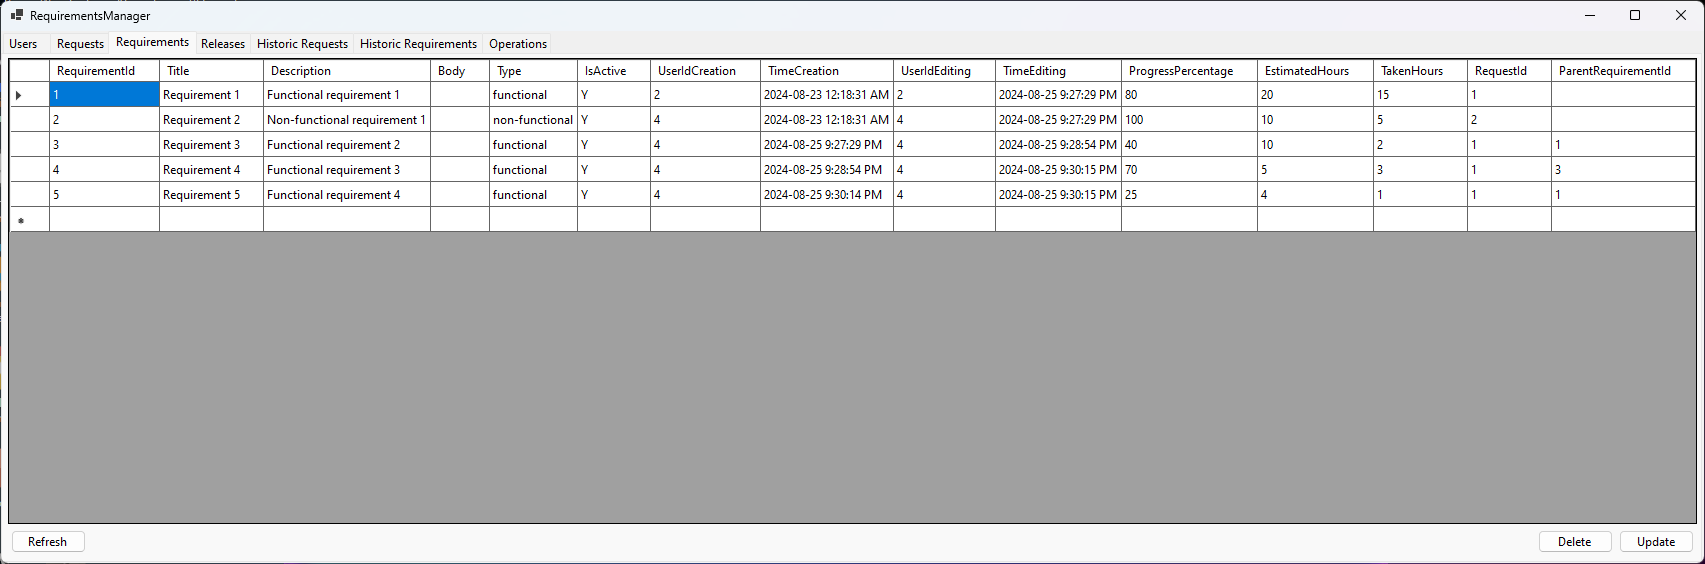 RequirementsManager
Users Requests Requirements Releases Historic Requests Historic Requirements Operations
RequirementId Title Description Body Type IsActive UserIdCreation TimeCreation UserIdEditing TimeEditing ProgressPercentage EstimatedHours TakenHours RequestId ParentRequirementId
1 Requirement 1 Functional requirement 1 functional Y 2 2024-08-23 12:18:31 AM 2 2024-08-25 9:27:29 PM 80 20 15 1
2 Requirement 2 Non-functional requirement 1 non-functional Y 4 2024-08-23 12:18:31 AM 4 2024-08-25 9:27:29 PM 100 10 5 2
3 Requirement 3 Functional requirement 2 functional Y 4 2024-08-25 9:27:29 PM 4 2024-08-25 9:28:54 PM 40 10 2 1 1
4 Requirement 4 Functional requirement 3 functional Y 4 2024-08-25 9:28:54 PM 4 2024-08-25 9:30:15 PM 70 5 3 1 3
5 Requirement 5 Functional requirement 4 functional Y 4 2024-08-25 9:30:14 PM 4 2024-08-25 9:30:15 PM 25 4 1 1 1
Refresh Delete Update